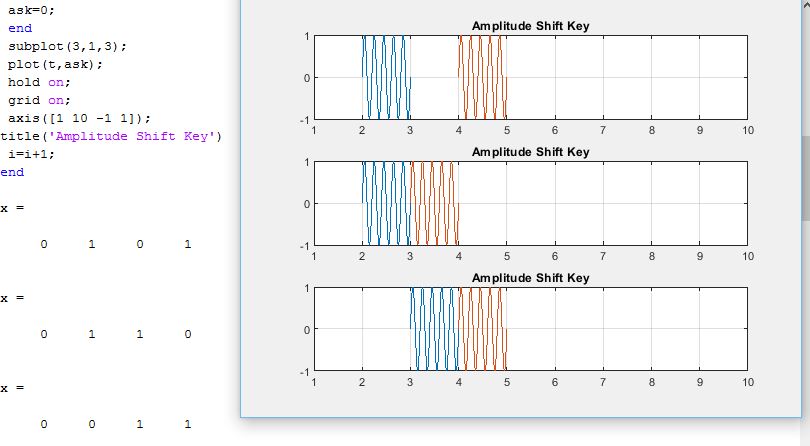 ask=0;
end
subplot(3,1,3);
plot(t,ask);
hold on;
grid on;
axis([1 10 -1 1]);
title('Amplitude Shift Key')
i=i+1;
end
x =
0 1 0 1
x =
0 1 1 0
x =
0 0 1 1
Amplitude Shift Key
1
0
-1
1 2 3 4 5 6 7 8 9 10
Amplitude Shift Key
1
0
-1
1 2 3 4 5 6 7 8 9 10
Amplitude Shift Key
1
0
-1
1 2 3 4 5 6 7 8 9 10